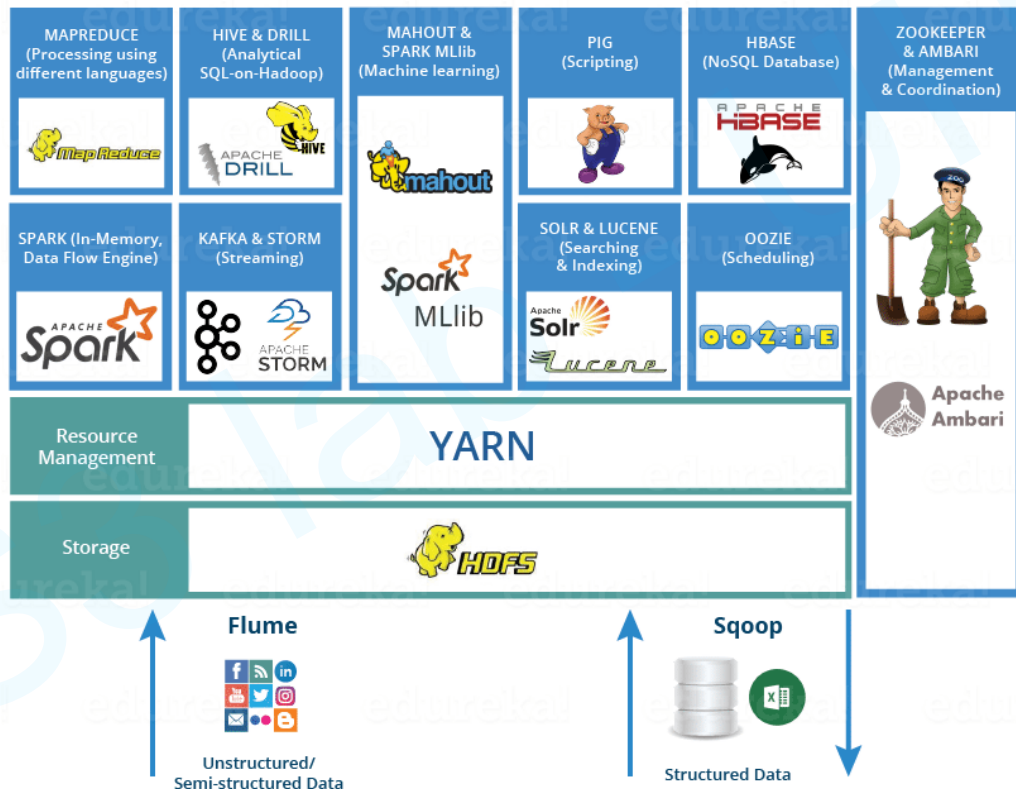 MAPREDUCE
(Processing using
different languages)
Map Reduce
HIVE & DRILL
(Analytical
SQL-on-Hadoop)
HIVE
APACHE
DRILL
MAHOUT &
SPARK MLlib
(Machine learning)
mahout
Spark
MLlib
PIG
(Scripting)
HBASE
(NoSQL Database)
APACHE
HBASE
ZOOKEEPER
& AMBARI
(Management
& Coordination)
ZOO
Apache
Ambari
SPARK (In-Memory,
Data Flow Engine)
APACHE
Spark
KAFKA & STORM
(Streaming)
APACHE
STORM
SOLR & LUCENE
(Searching
& Indexing)
Apache
Solr
Lucene
OOZIE
(Scheduling)
OOZiE
Resource
Management
YARN
Storage
HDFS
Flume
Unstructured/
Semi-structured Data
Sqoop
Structured Data
edureka!